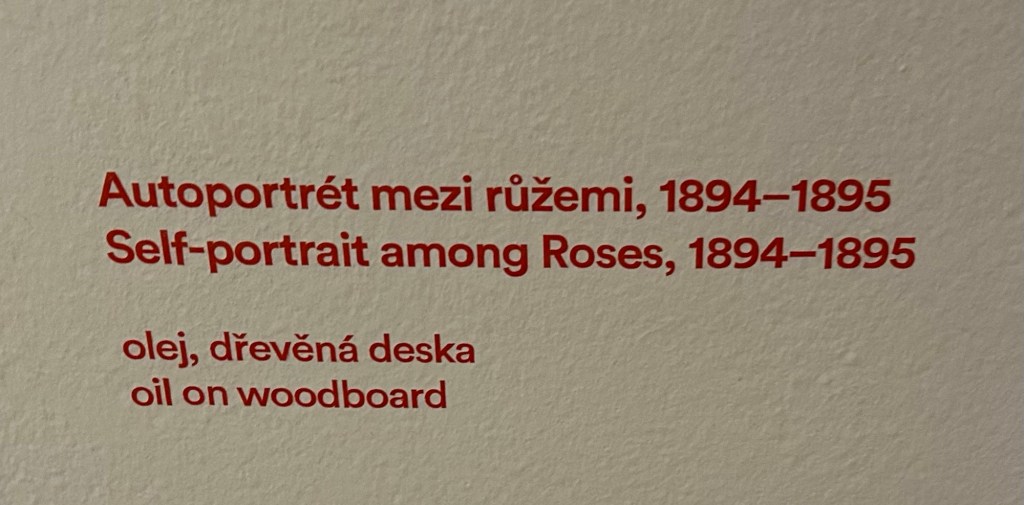 Autoportrét mezi růžemi, 1894–1895
Self-portrait among Roses, 1894–1895
olej, dřevěná deska
oil on woodboard